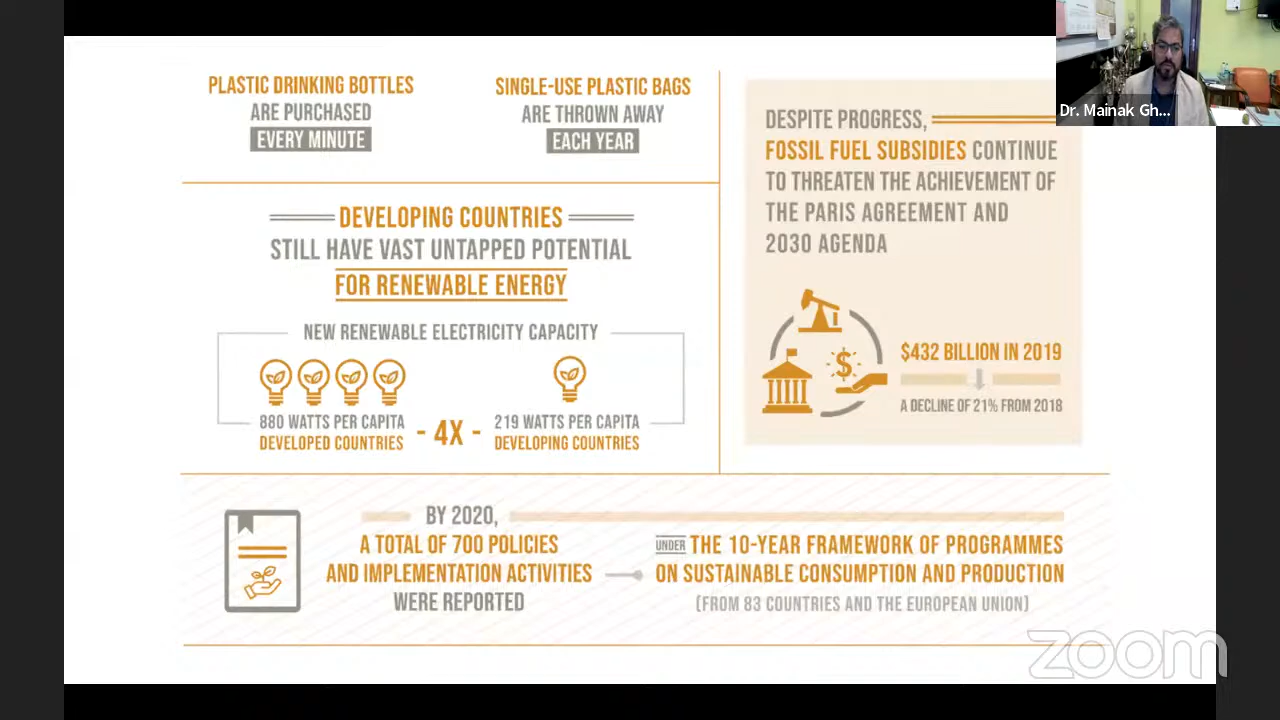 PLASTIC DRINKING BOTTLES
ARE PURCHASED
EVERY MINUTE
SINGLE-USE PLASTIC BAGS
ARE THROWN AWAY
EACH YEAR
DEVELOPING COUNTRIES
STILL HAVE VAST UNTAPPED POTENTIAL
FOR RENEWABLE ENERGY
NEW RENEWABLE ELECTRICITY CAPACITY
880 WATTS PER CAPITA
DEVELOPED COUNTRIES
- 4X -
219 WATTS PER CAPITA
DEVELOPING COUNTRIES
DESPITE PROGRESS,
FOSSIL FUEL SUBSIDIES CONTINUE
TO THREATEN THE ACHIEVEMENT OF
THE PARIS AGREEMENT AND
2030 AGENDA
$
$432 BILLION IN 2019
A DECLINE OF 21% FROM 2018
BY 2020,
A TOTAL OF 700 POLICIES
AND IMPLEMENTATION ACTIVITIES
WERE REPORTED
UNDER THE 10-YEAR FRAMEWORK OF PROGRAMMES
ON SUSTAINABLE CONSUMPTION AND PRODUCTION
(FROM 83 COUNTRIES AND THE EUROPEAN UNION)
Dr. Mainak Gh...
zoom